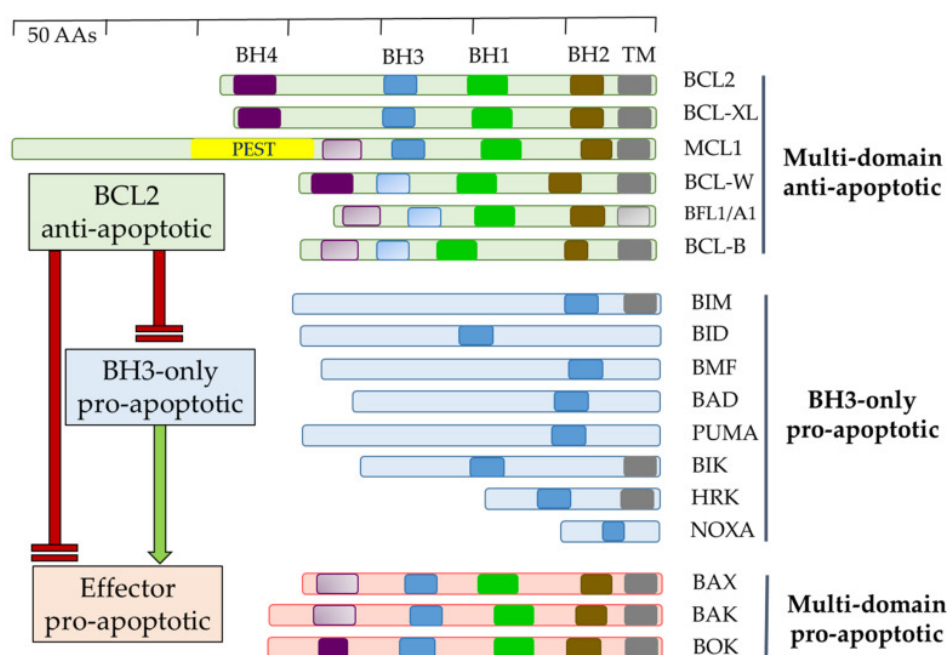 50 AAs
BH4 BH3 BH1 BH2 TM
BCL2
BCL-XL
PEST MCL1
BCL-W
BFL1/A1
BCL-B
Multi-domain
anti-apoptotic
BCL2
anti-apoptotic
BH3-only
pro-apoptotic
Effector
pro-apoptotic
BIM
BID
BMF
BAD
PUMA
BIK
HRK
NOXA
BH3-only
pro-apoptotic
BAX
BAK
BOK
Multi-domain
pro-apoptotic